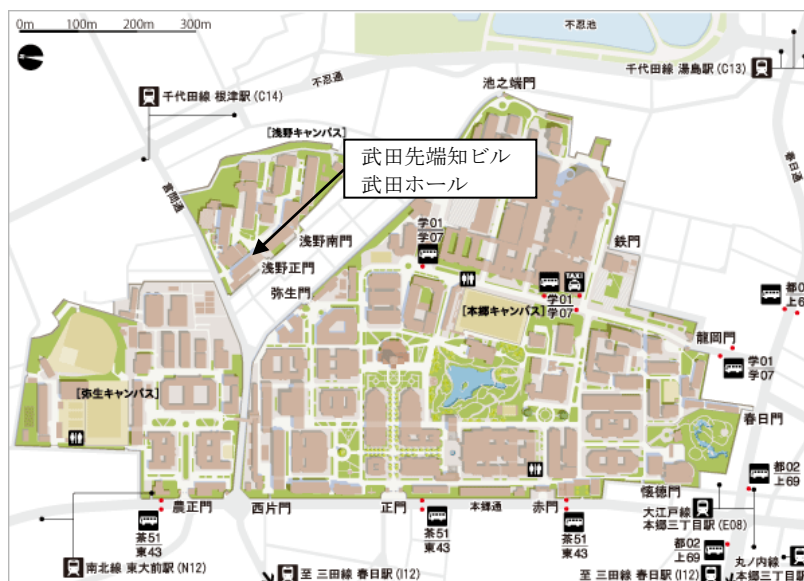 0m 100m 200m 300m
不忍池
千代田線 湯島駅(C13)
不忍通
池之端門
千代田線 根津駅(C14)
春日通
[浅野キャンパス]
武田先端知ビル
武田ホール
言問通
浅野南門
学01
学07
鉄門
浅野正門
弥生門
TAXI
学01
学07
[本郷キャンパス]
都0
上6
龍岡門
学01
学07
[弥生キャンパス]
春日門
都02
上69
農正門
西片門
正門
本郷通
赤門
懐徳門
大江戸線
本郷三丁目駅(E08)
茶51
東43
茶51
東43
茶51
東43
都02
上69
丸ノ内線
本郷三丁目駅
南北線 東大前駅(N12)
至 三田線 春日駅(I12)
至 三田線 春日駅(I12)